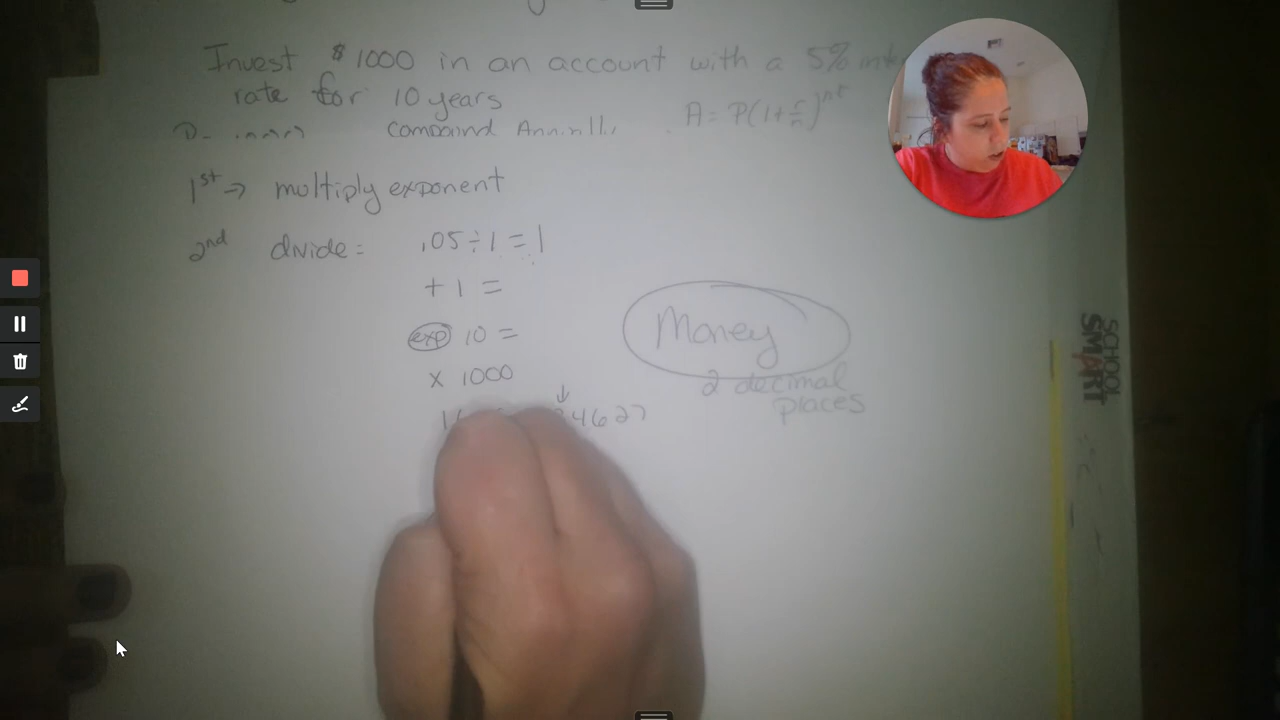 Invest $1000 in an account with a 5%
rate for 10 years
Compound Annually
A = P(1+r/n)^nt
1st → multiply exponent
2nd divide = .05 ÷ 1 = 1
+ 1 =
exp 10 =
Money
x 1000
2 decimal
places
↓
4627
SCHOOL
SMART